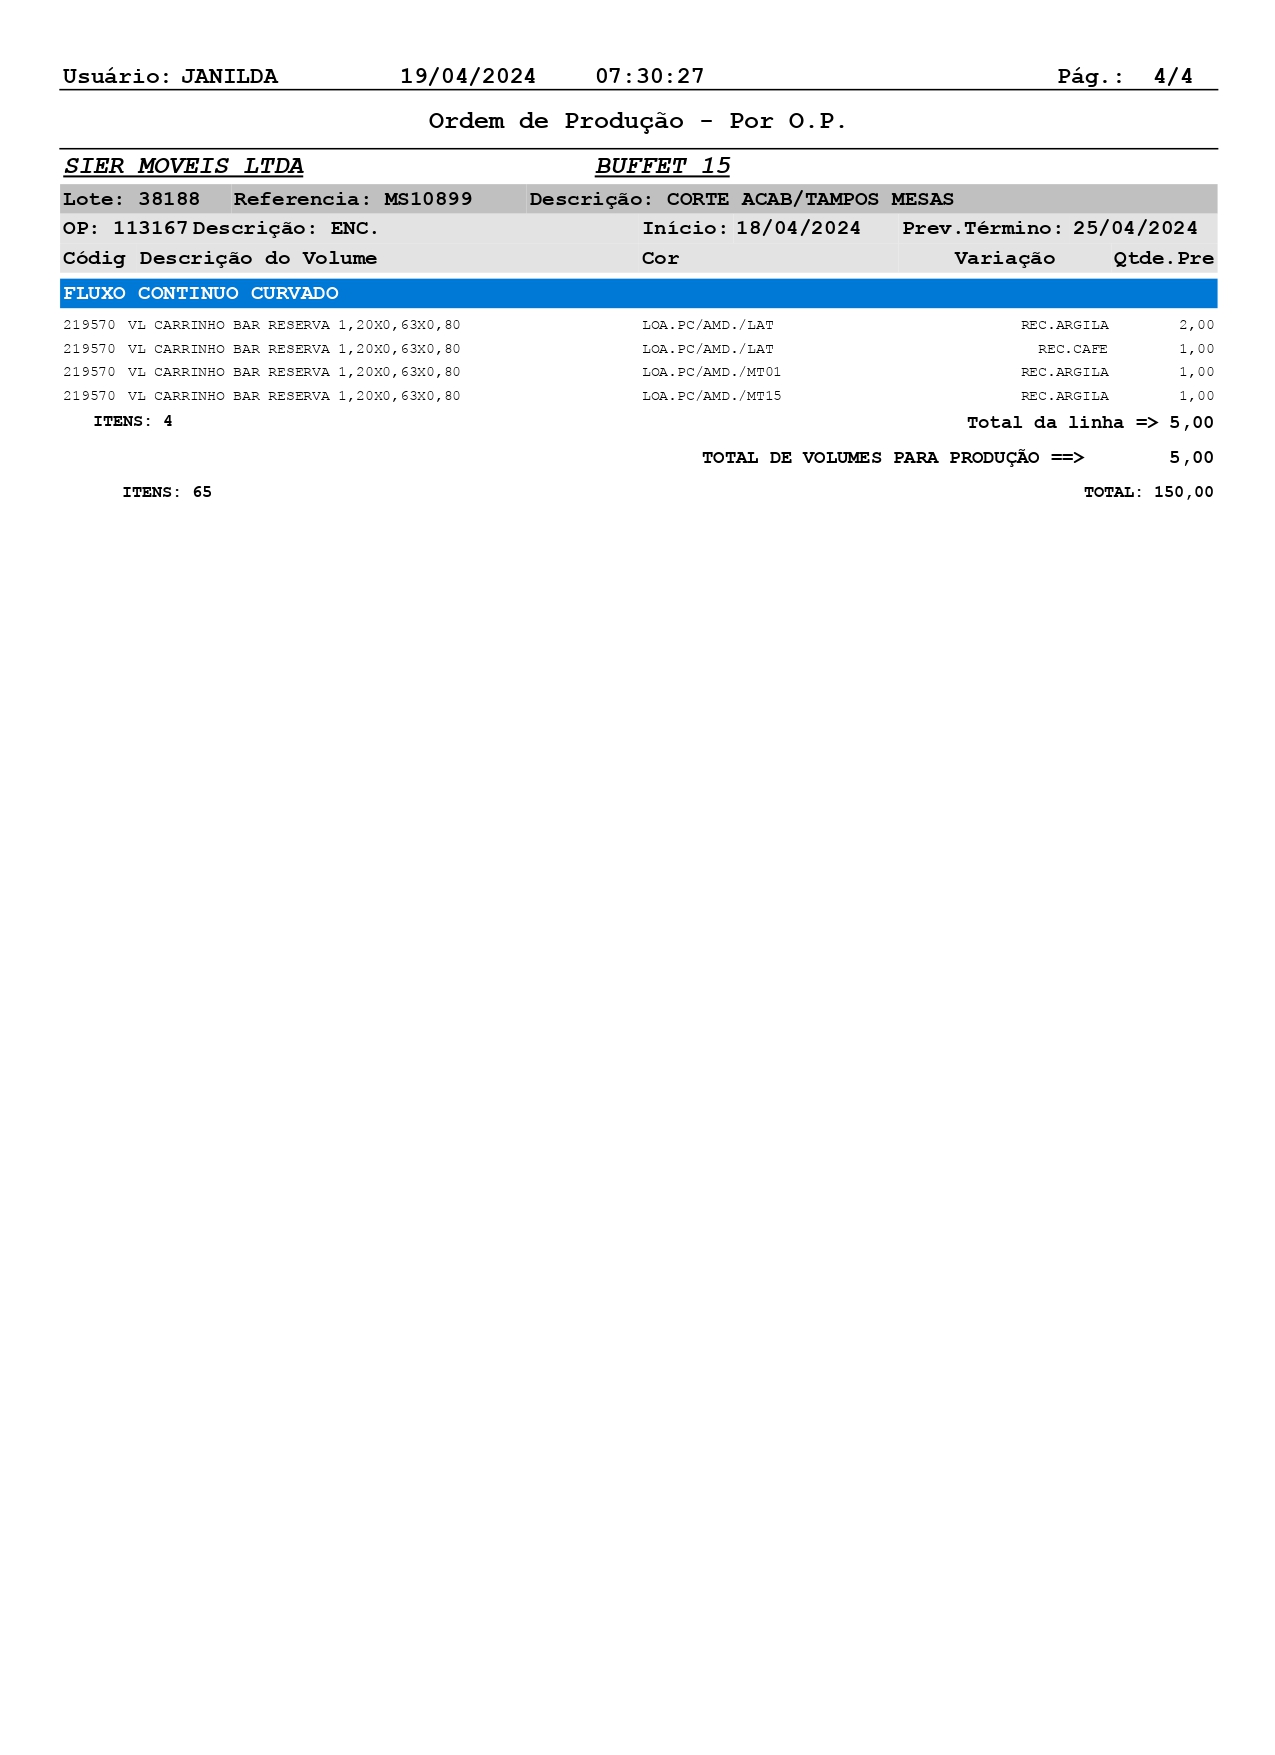 Usuário: JANILDA 19/04/2024 07:30:27 Pág.: 4/4
Ordem de Produção - Por O.P.
SIER MOVEIS LTDA BUFFET 15
Lote: 38188 Referencia: MS10899 Descrição: CORTE ACAB/TAMPOS MESAS
OP: 113167 Descrição: ENC. Início: 18/04/2024 Prev.Término: 25/04/2024
Códig Descrição do Volume Cor Variação Qtde.Pre
FLUXO CONTINUO CURVADO
219570 VL CARRINHO BAR RESERVA 1,20X0,63X0,80 LOA.PC/AMD./LAT REC.ARGILA 2,00
219570 VL CARRINHO BAR RESERVA 1,20X0,63X0,80 LOA.PC/AMD./LAT REC.CAFE 1,00
219570 VL CARRINHO BAR RESERVA 1,20X0,63X0,80 LOA.PC/AMD./MT01 REC.ARGILA 1,00
219570 VL CARRINHO BAR RESERVA 1,20X0,63X0,80 LOA.PC/AMD./MT15 REC.ARGILA 1,00
ITENS: 4 Total da linha => 5,00
TOTAL DE VOLUMES PARA PRODUÇÃO ==> 5,00
ITENS: 65 TOTAL: 150,00